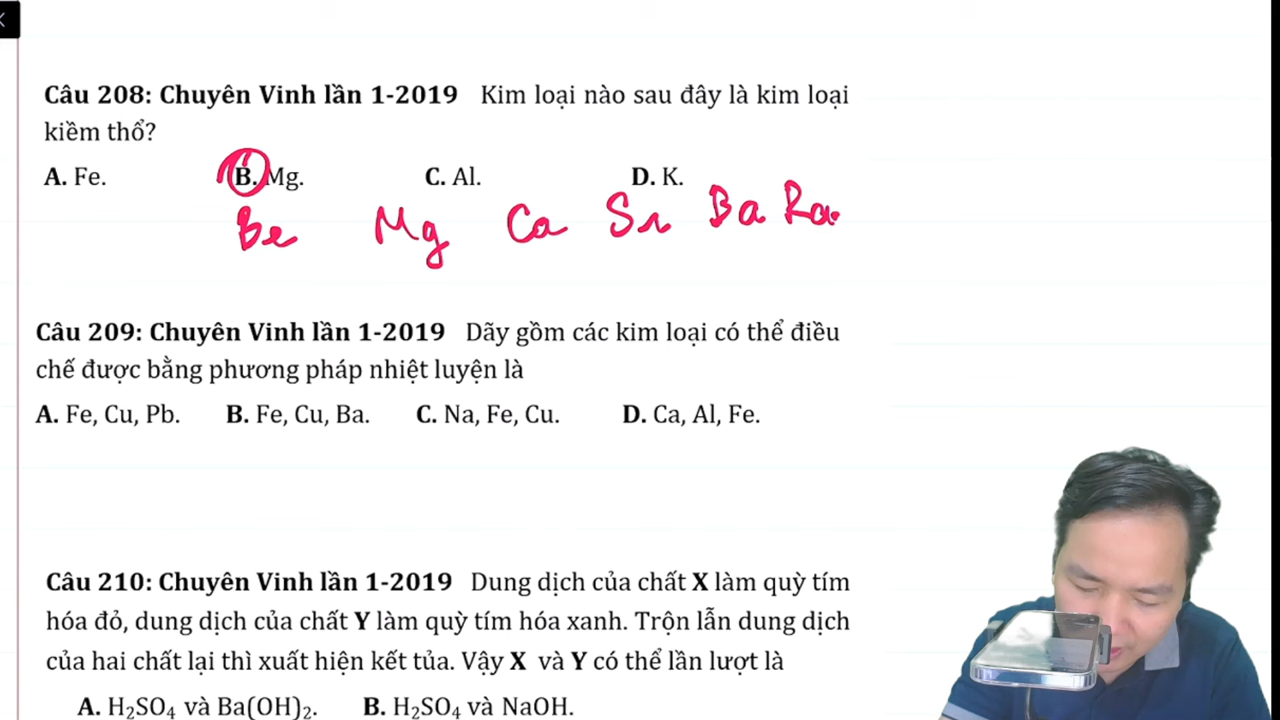 Câu 208: Chuyên Vinh lần 1-2019 Kim loại nào sau đây là kim loại
kiềm thổ?
A. Fe. B. Mg. C. Al. D. K.
Be Mg Ca Sr Ba Ra.
Câu 209: Chuyên Vinh lần 1-2019 Dãy gồm các kim loại có thể điều
chế được bằng phương pháp nhiệt luyện là
A. Fe, Cu, Pb. B. Fe, Cu, Ba. C. Na, Fe, Cu. D. Ca, Al, Fe.
Câu 210: Chuyên Vinh lần 1-2019 Dung dịch của chất X làm quỳ tím
hóa đỏ, dung dịch của chất Y làm quỳ tím hóa xanh. Trộn lẫn dung dịch
của hai chất lại thì xuất hiện kết tủa. Vậy X và Y có thể lần lượt là
A. H₂SO₄ và Ba(OH)₂. B. H₂SO₄ và NaOH.